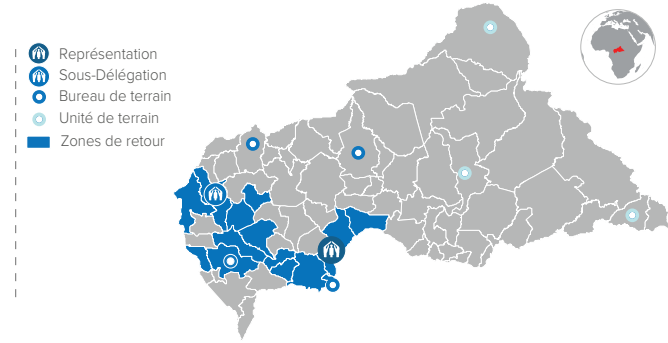 Représentation
Sous-Délégation
Bureau de terrain
Unité de terrain
Zones de retour